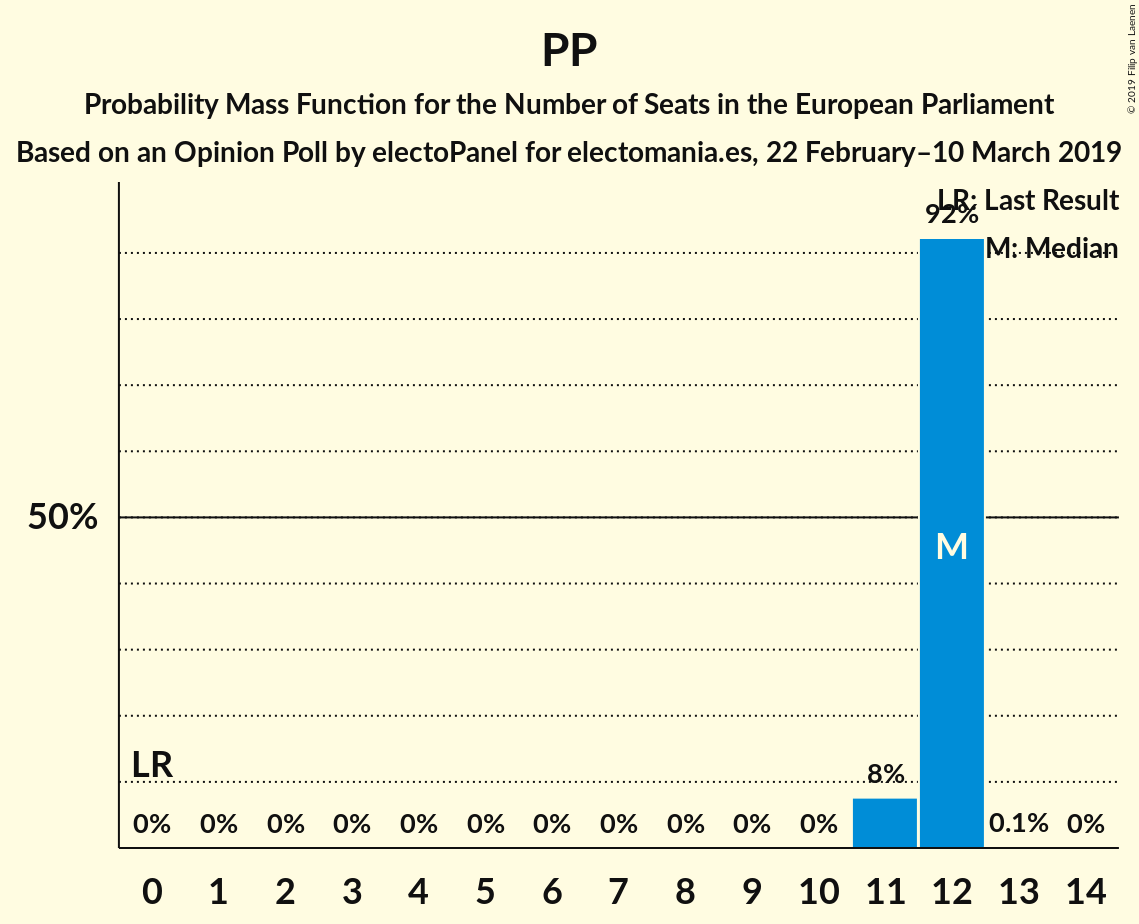 PP
Probability Mass Function for the Number of Seats in the European Parliament
Based on an Opinion Poll by electoPanel for electomania.es, 22 February–10 March 2019
© 2019 Filip van Laenen
LR: Last Result
92%
M: Median
50%
M
LR
8%
0% 0% 0% 0% 0% 0% 0% 0% 0% 0% 0% 0.1% 0%
0 1 2 3 4 5 6 7 8 9 10 11 12 13 14